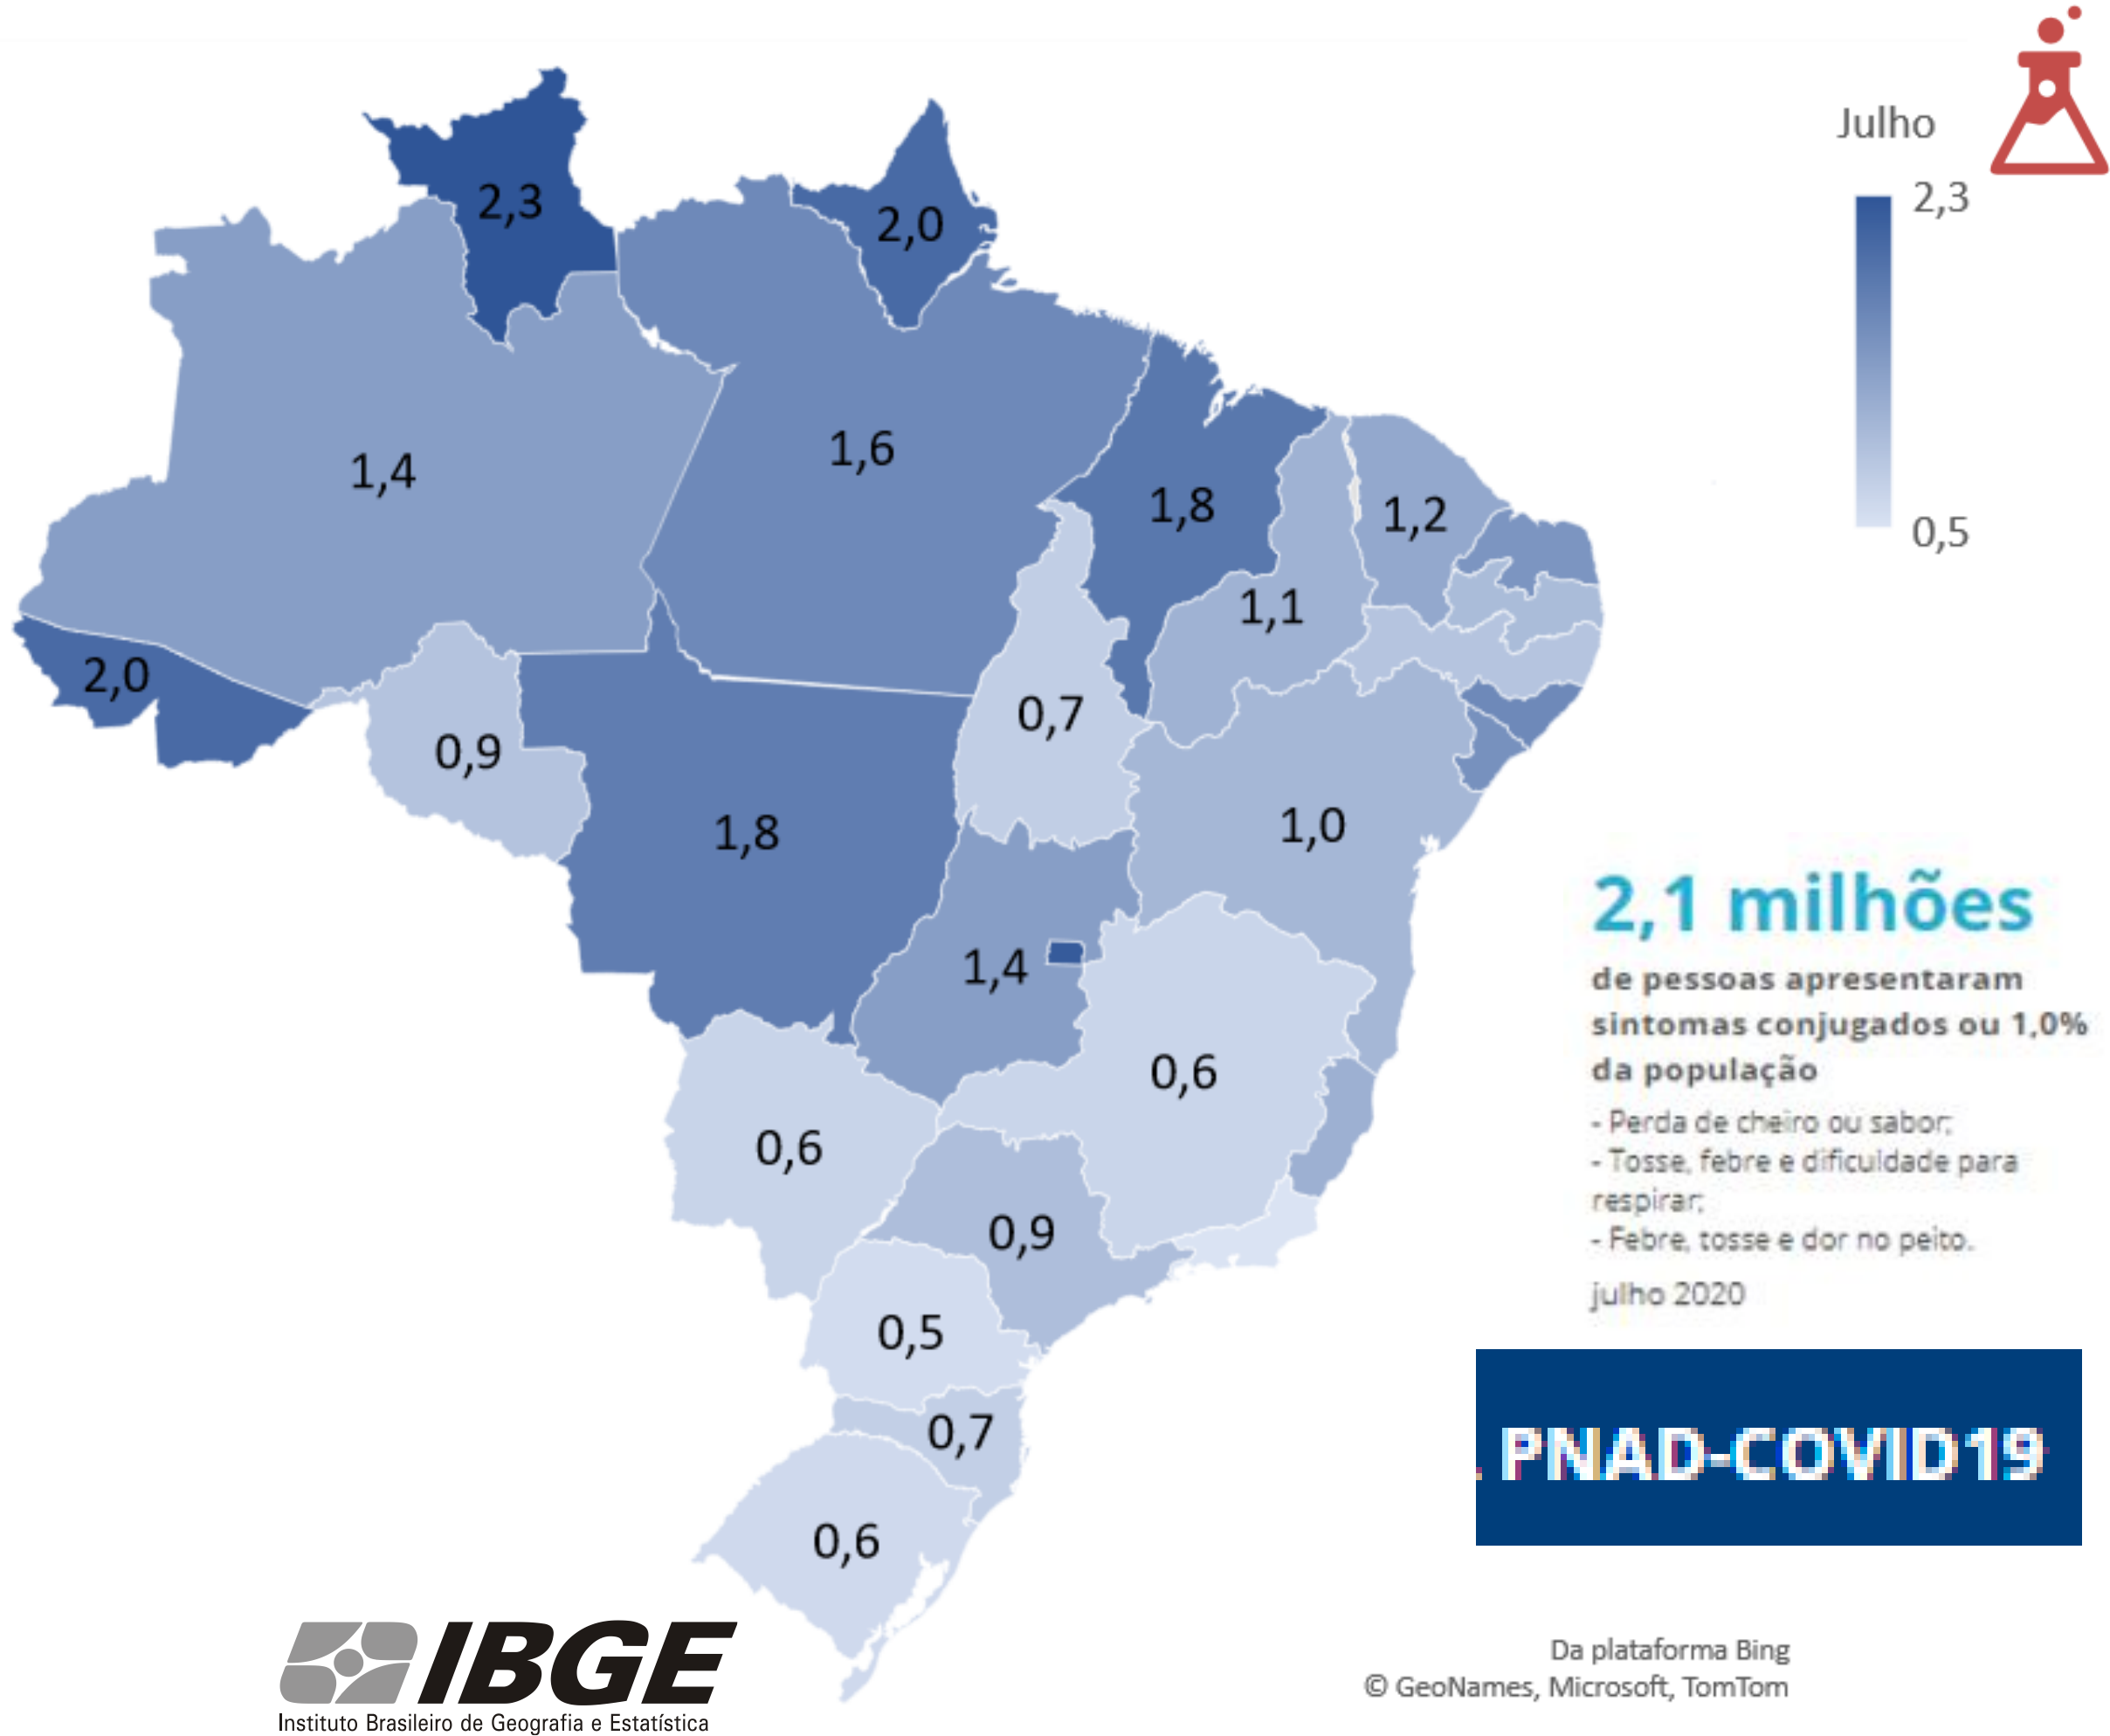 Julho
2,3
0,5
2,3
2,0
1,4
1,6
1,8
1,2
1,1
2,0
0,9
0,7
1,8
1,0
1,4
0,6
0,6
0,9
0,5
0,7
0,6
2,1 milhões
de pessoas apresentaram
sintomas conjugados ou 1,0%
da população
- Perda de cheiro ou sabor;
- Tosse, febre e dificuldade para
respirar;
- Febre, tosse e dor no peito.
julho 2020
. PNAD-COVID19
IBGE
Instituto Brasileiro de Geografia e Estatística
Da plataforma Bing
© GeoNames, Microsoft, TomTom